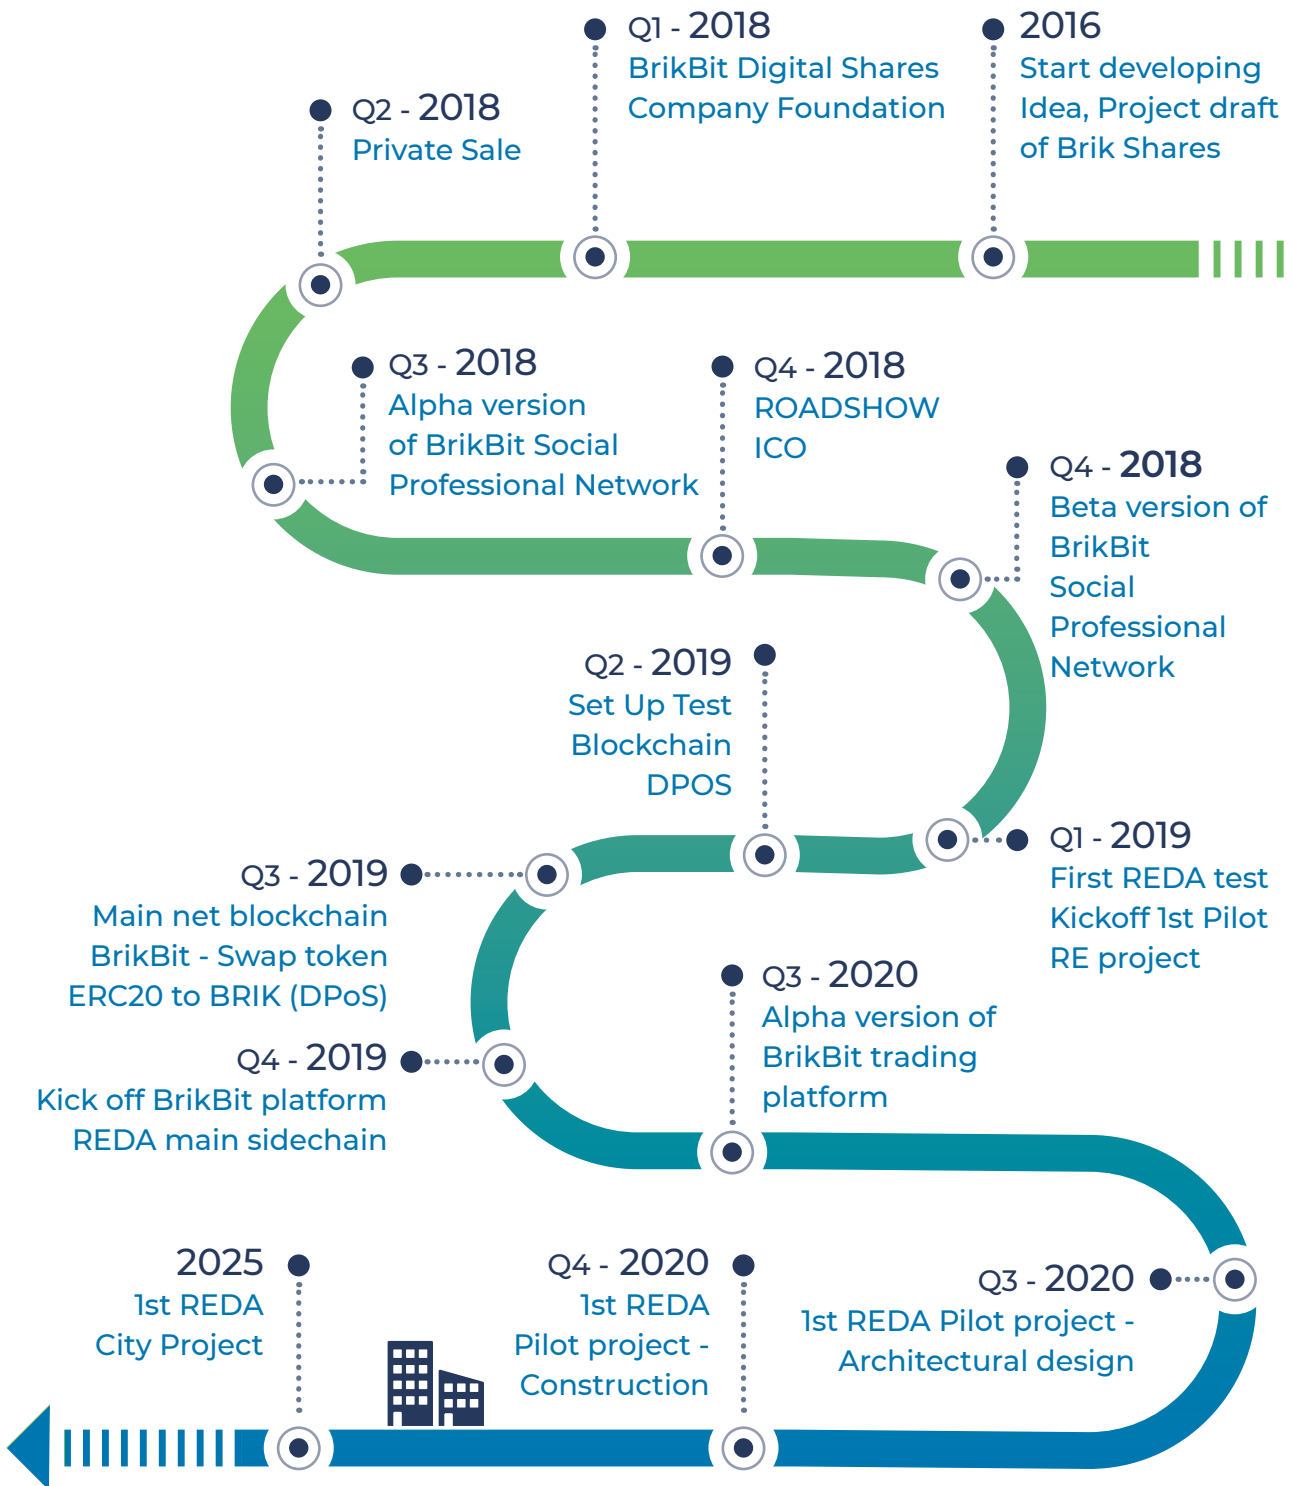 2016
Start developing
Idea, Project draft
of Brik Shares
Q1 - 2018
BrikBit Digital Shares
Company Foundation
Q2 - 2018
Private Sale
Q3 - 2018
Alpha version
of BrikBit Social
Professional Network
Q4 - 2018
ROADSHOW
ICO
Q4 - 2018
Beta version of
BrikBit
Social
Professional
Network
Q1 - 2019
First REDA test
Kickoff 1st Pilot
RE project
Q2 - 2019
Set Up Test
Blockchain
DPOS
Q3 - 2019
Main net blockchain
BrikBit - Swap token
ERC20 to BRIK (DPoS)
Q4 - 2019
Kick off BrikBit platform
REDA main sidechain
Q3 - 2020
Alpha version of
BrikBit trading
platform
Q3 - 2020
1st REDA Pilot project -
Architectural design
Q4 - 2020
1st REDA
Pilot project -
Construction
2025
1st REDA
City Project